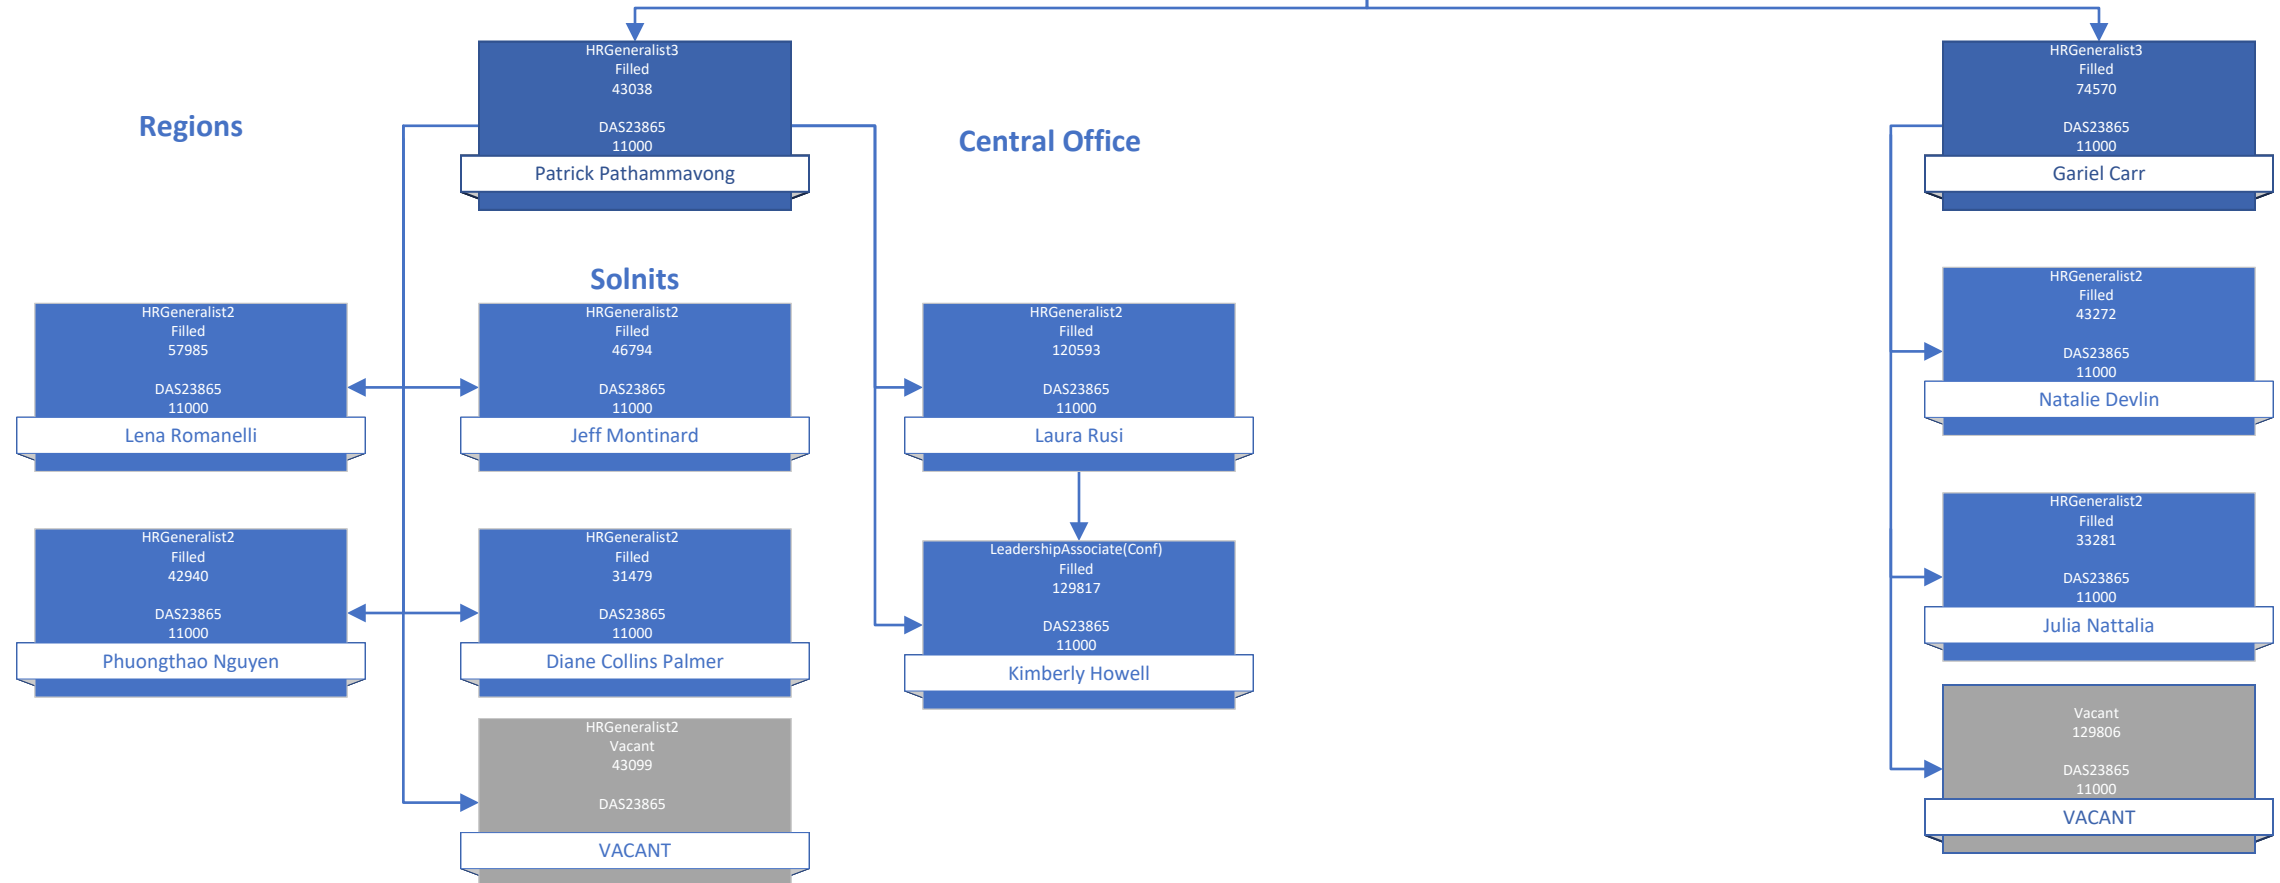 HRGeneralist3
Filled
43038
DAS23865
11000
Patrick Pathammavong
HRGeneralist3
Filled
74570
DAS23865
11000
Gariel Carr
Regions
Central Office
Solnits
HRGeneralist2
Filled
57985
DAS23865
11000
Lena Romanelli
HRGeneralist2
Filled
46794
DAS23865
11000
Jeff Montinard
HRGeneralist2
Filled
120593
DAS23865
11000
Laura Rusi
HRGeneralist2
Filled
43272
DAS23865
11000
Natalie Devlin
HRGeneralist2
Filled
42940
DAS23865
11000
Phuongthao Nguyen
HRGeneralist2
Filled
31479
DAS23865
11000
Diane Collins Palmer
LeadershipAssociate(Conf)
Filled
129817
DAS23865
11000
Kimberly Howell
HRGeneralist2
Filled
33281
DAS23865
11000
Julia Nattalia
HRGeneralist2
Vacant
43099
DAS23865
VACANT
Vacant
129806
DAS23865
11000
VACANT